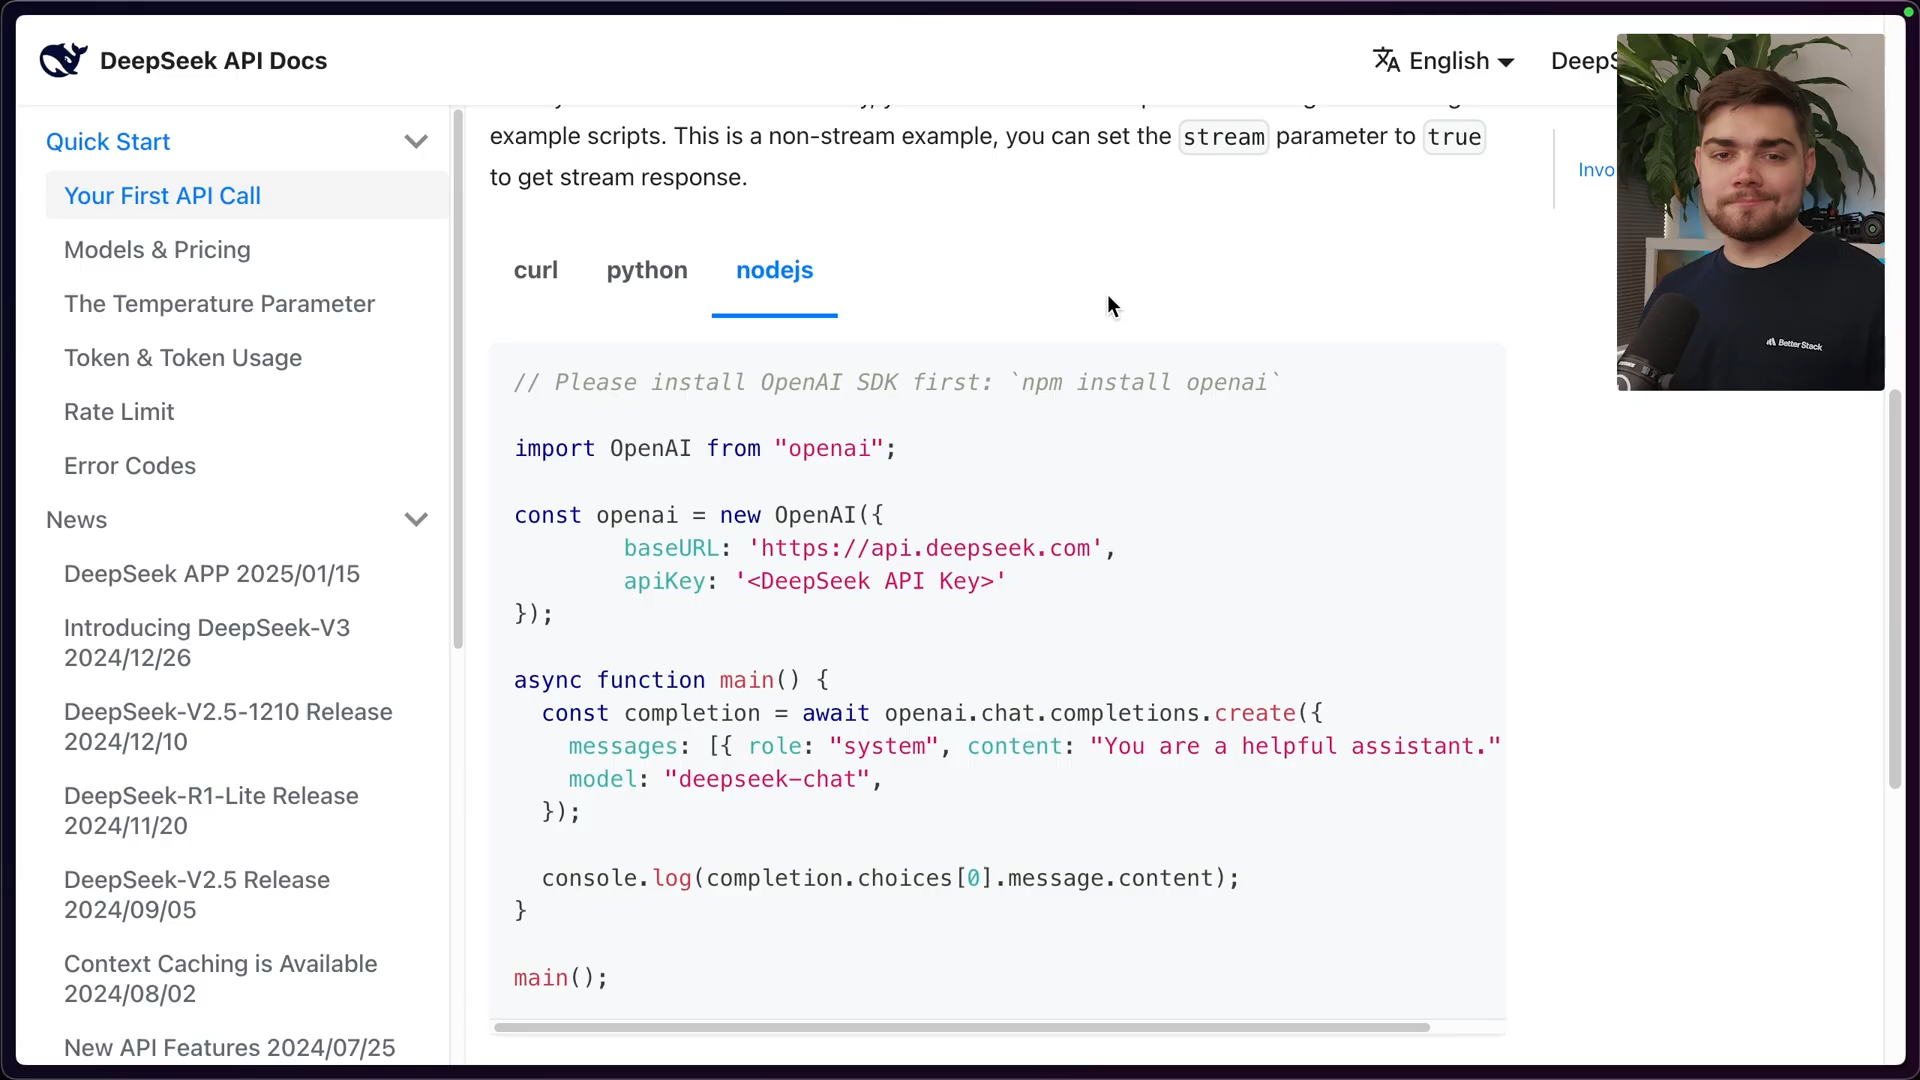 DeepSeek API Docs
English
DeepS
Quick Start
Your First API Call
Models & Pricing
The Temperature Parameter
Token & Token Usage
Rate Limit
Error Codes
News
DeepSeek APP 2025/01/15
Introducing DeepSeek-V3
2024/12/26
DeepSeek-V2.5-1210 Release
2024/12/10
DeepSeek-R1-Lite Release
2024/11/20
DeepSeek-V2.5 Release
2024/09/05
Context Caching is Available
2024/08/02
New API Features 2024/07/25
example scripts. This is a non-stream example, you can set the stream parameter to true
to get stream response.
curl python nodejs
// Please install OpenAI SDK first: `npm install openai`
import OpenAI from "openai";
const openai = new OpenAI({
baseURL: 'https://api.deepseek.com',
apiKey: '<DeepSeek API Key>'
});
async function main() {
const completion = await openai.chat.completions.create({
messages: [{ role: "system", content: "You are a helpful assistant."
model: "deepseek-chat",
});
console.log(completion.choices[0].message.content);
}
main();
Invo
Better Stack